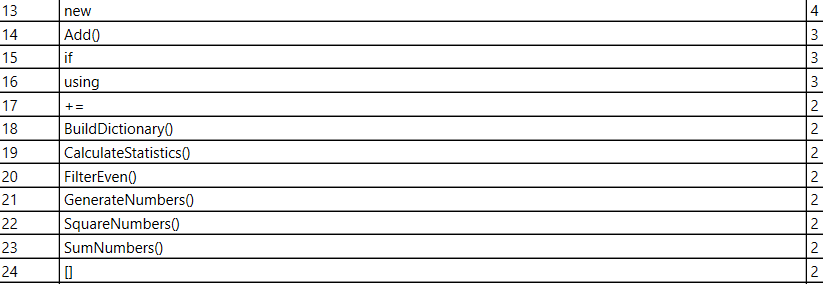 13 new 4
14 Add() 3
15 if 3
16 using 3
17 += 2
18 BuildDictionary() 2
19 CalculateStatistics() 2
20 FilterEven() 2
21 GenerateNumbers() 2
22 SquareNumbers() 2
23 SumNumbers() 2
24 [] 2